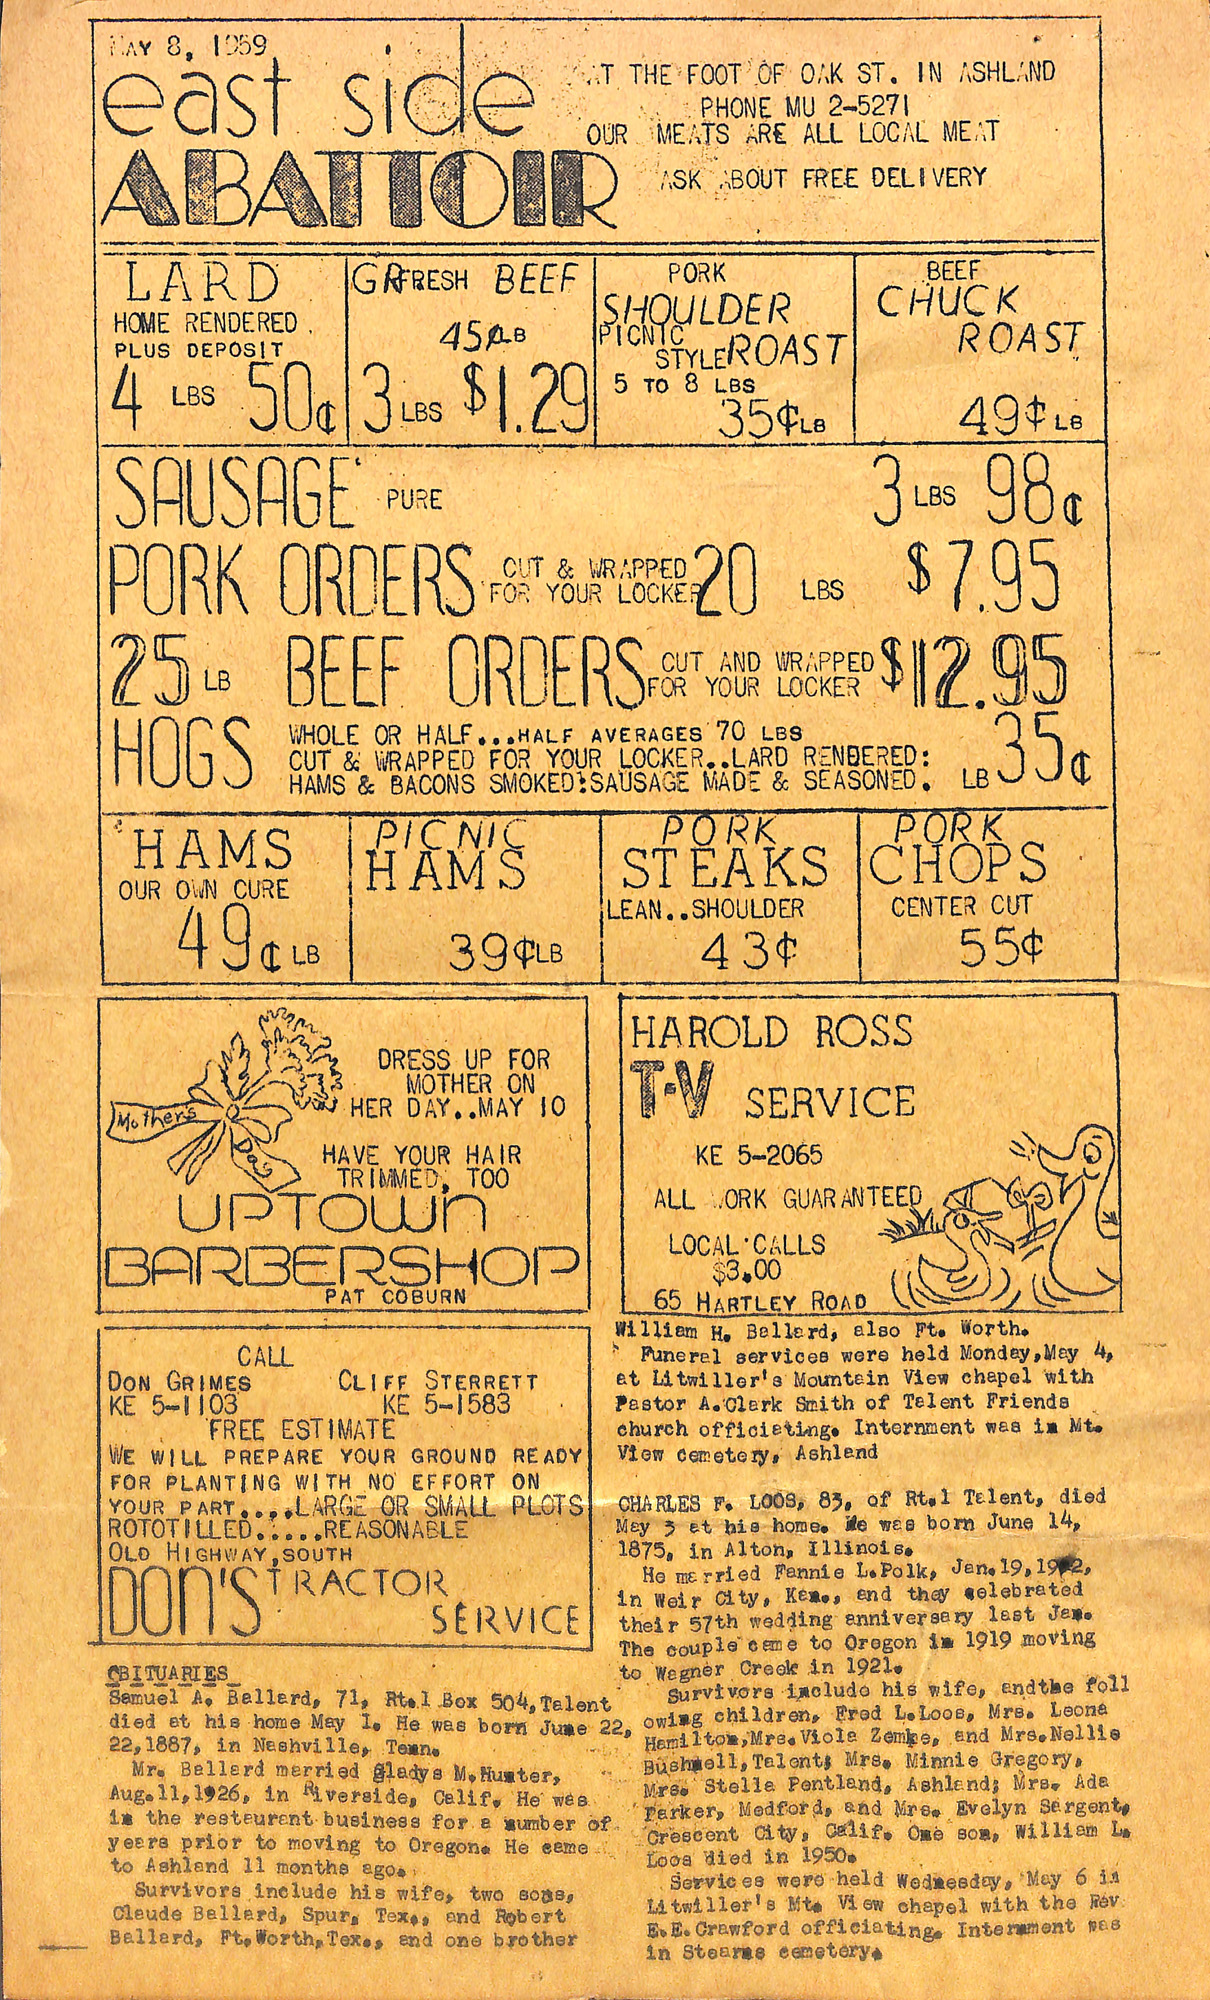 MAY 8, 1959
east side
ABATTOIR
AT THE FOOT OF OAK ST. IN ASHLAND
PHONE MU 2-5271
OUR MEATS ARE ALL LOCAL MEAT
ASK ABOUT FREE DELIVERY
LARD
HOME RENDERED
PLUS DEPOSIT
4 LBS 50¢
FRESH BEEF
45¢LB
3 LBS $1.29
PORK
SHOULDER
PICNIC
STYLE ROAST
5 TO 8 LBS
35¢LB
BEEF
CHUCK
ROAST
49¢ LB
SAUSAGE PURE 3 LBS 98¢
PORK ORDERS CUT & WRAPPED
FOR YOUR LOCKER 20 LBS $7.95
25 LB BEEF ORDERS CUT AND WRAPPED
FOR YOUR LOCKER $12.95
HOGS WHOLE OR HALF...HALF AVERAGES 70 LBS
CUT & WRAPPED FOR YOUR LOCKER..LARD RENDERED:
HAMS & BACONS SMOKED:SAUSAGE MADE & SEASONED. LB 35¢
HAMS
OUR OWN CURE
49¢ LB
PICNIC
HAMS
39¢LB
PORK
STEAKS
LEAN..SHOULDER
43¢
PORK
CHOPS
CENTER CUT
55¢
Mother's
Day
DRESS UP FOR
MOTHER ON
HER DAY..MAY 10
HAVE YOUR HAIR
TRIMMED, TOO
UPTOWN
BARBERSHOP
PAT COBURN
HAROLD ROSS
T-V SERVICE
KE 5-2065
ALL WORK GUARANTEED
LOCAL CALLS
$3.00
65 HARTLEY ROAD
CALL
DON GRIMES CLIFF STERRETT
KE 5-1103 KE 5-1583
FREE ESTIMATE
WE WILL PREPARE YOUR GROUND READY
FOR PLANTING WITH NO EFFORT ON
YOUR PART....LARGE OR SMALL PLOTS
ROTOTILLED......REASONABLE
OLD HIGHWAY,SOUTH
DON'S TRACTOR
SERVICE
OBITUARIES
Samuel A. Ballard, 71, Rt.1 Box 504,Talent
died at his home May 1. He was born June 22,
22,1887, in Nashville, Tenn.
Mr. Ballard married Gladys M.Hunter,
Aug.11,1926, in Riverside, Calif. He was
in the restaurant business for a number of
years prior to moving to Oregon. He came
to Ashland 11 months ago.
Survivors include his wife, two sons,
Claude Ballard, Spur, Tex., and Robert
Ballard, Ft.Worth,Tex., and one brother
William H. Ballard, also Ft. Worth.
Funeral services were held Monday,May 4,
at Litwiller's Mountain View chapel with
Pastor A.Clark Smith of Talent Friends
church officiating. Internment was in Mt.
View cemetery, Ashland
CHARLES F. LOOS, 83, of Rt.1 Talent, died
May 3 at his home. He was born June 14,
1875, in Alton, Illinois.
He married Fannie L.Polk, Jan.19,1902,
in Weir City, Kan., and they celebrated
their 57th wedding anniversary last Jan.
The couple came to Oregon in 1919 moving
to Wagner Creek in 1921.
Survivors include his wife, andthe foll
owing children, Fred L.Loos, Mrs. Leona
Hamilton,Mrs.Viola Zemke, and Mrs.Nellie
Bushnell,Talent; Mrs. Minnie Gregory,
Mrs. Stella Pentland, Ashland; Mrs. Ada
Parker, Medford, and Mrs. Evelyn Sargent,
Crescent City, Calif. One son, William L.
Loos died in 1950.
Services were held Wednesday, May 6 in
Litwiller's Mt. View chapel with the Rev
E.E.Crawford officiating. Internment was
in Stearns cemetery.